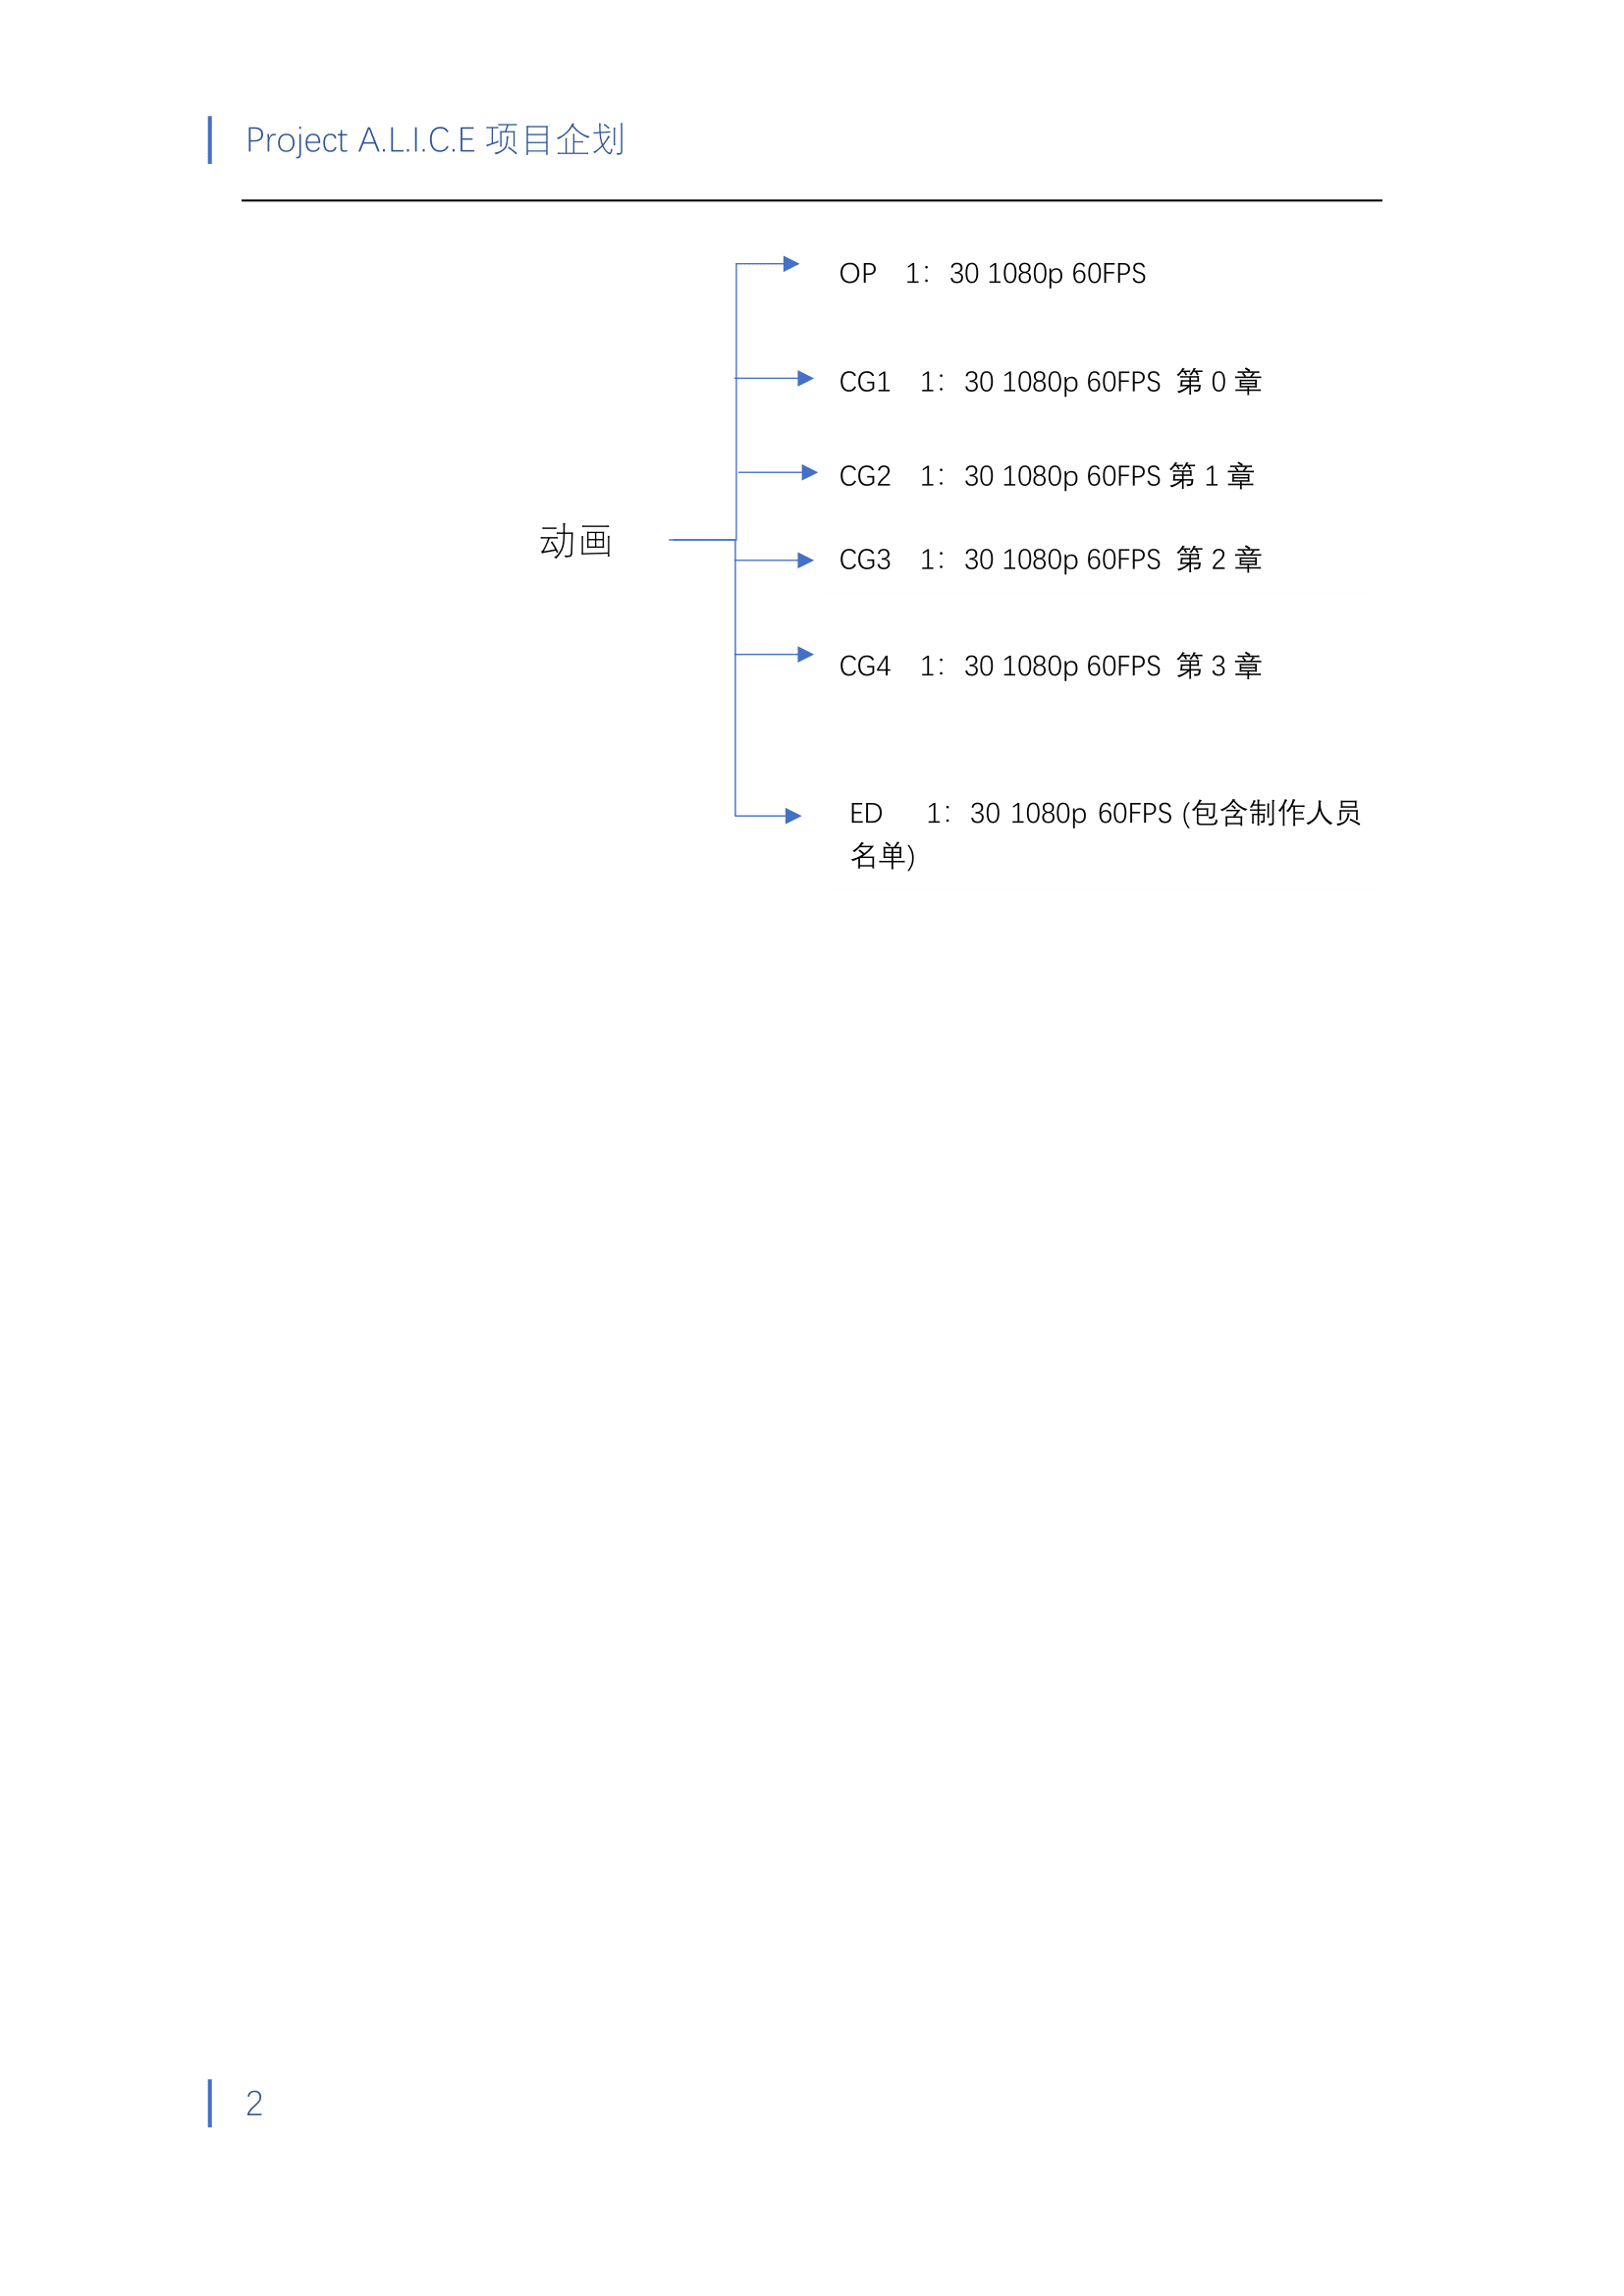 Project A.L.I.C.E 项目企划
OP 1：30 1080p 60FPS
CG1 1：30 1080p 60FPS 第 0 章
CG2 1：30 1080p 60FPS 第 1 章
动画
CG3 1：30 1080p 60FPS 第 2 章
CG4 1：30 1080p 60FPS 第 3 章
ED 1：30 1080p 60FPS (包含制作人员
名单)
2